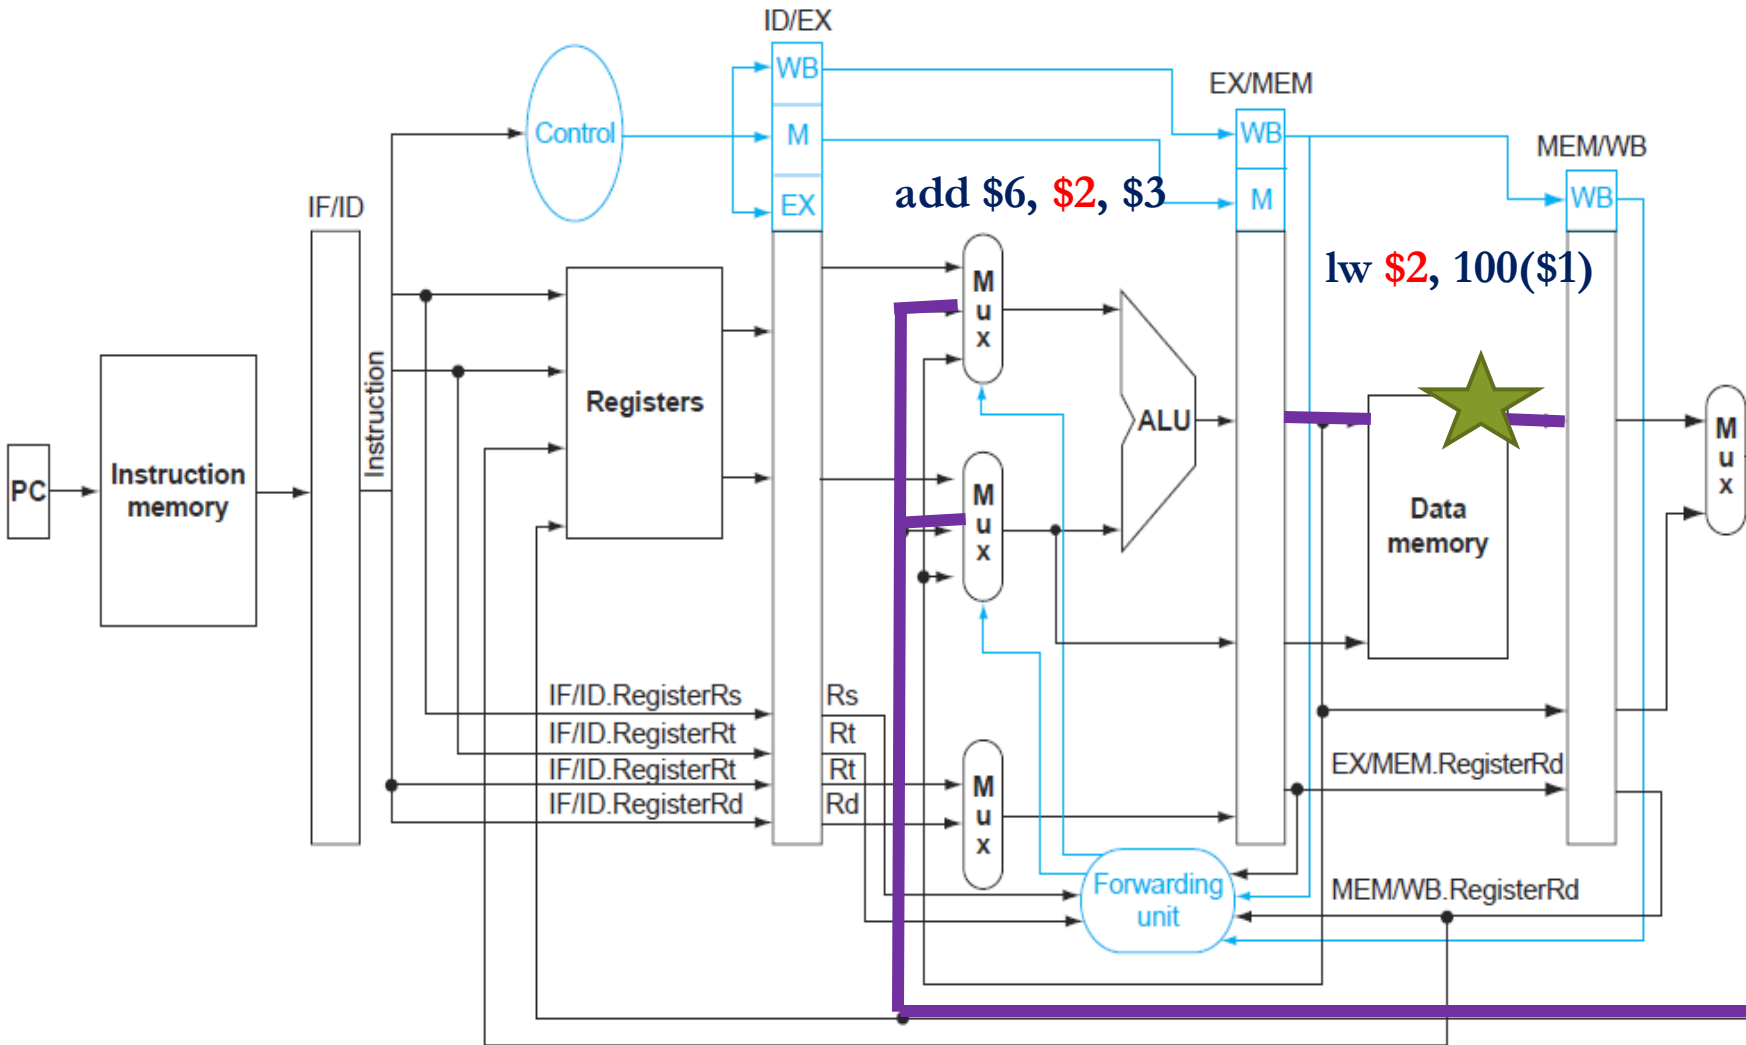 ID/EX
WB
EX/MEM
Control
M
WB
MEM/WB
add $6, $2, $3
IF/ID
EX
M
WB
lw $2, 100($1)
M
u
x
Instruction
Registers
ALU
M
u
x
PC
Instruction
memory
M
u
x
Data
memory
IF/ID.RegisterRs
Rs
IF/ID.RegisterRt
Rt
IF/ID.RegisterRt
Rt
IF/ID.RegisterRd
Rd
M
u
x
EX/MEM.RegisterRd
Forwarding
unit
MEM/WB.RegisterRd